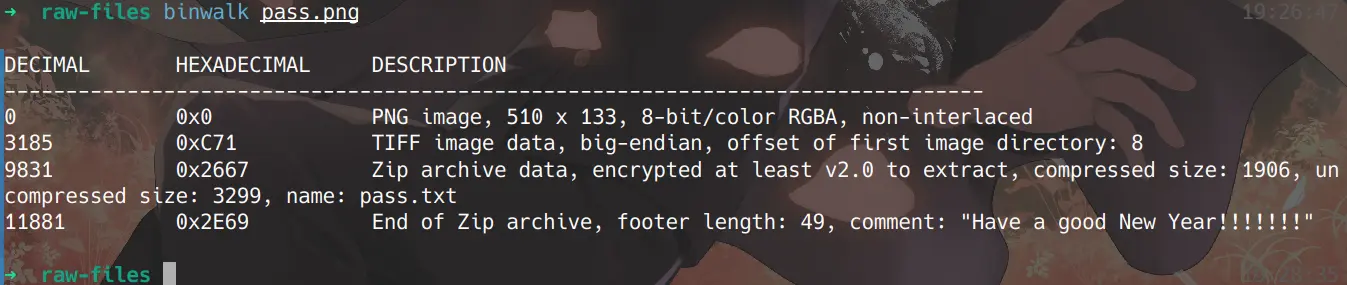 → raw-files binwalk pass.png 19:26:47
DECIMAL HEXADECIMAL DESCRIPTION
--------------------------------------------------------------------------------
0 0x0 PNG image, 510 x 133, 8-bit/color RGBA, non-interlaced
3185 0xC71 TIFF image data, big-endian, offset of first image directory: 8
9831 0x2667 Zip archive data, encrypted at least v2.0 to extract, compressed size: 1906, un
compressed size: 3299, name: pass.txt
11881 0x2E69 End of Zip archive, footer length: 49, comment: "Have a good New Year!!!!!!!"
→ raw-files